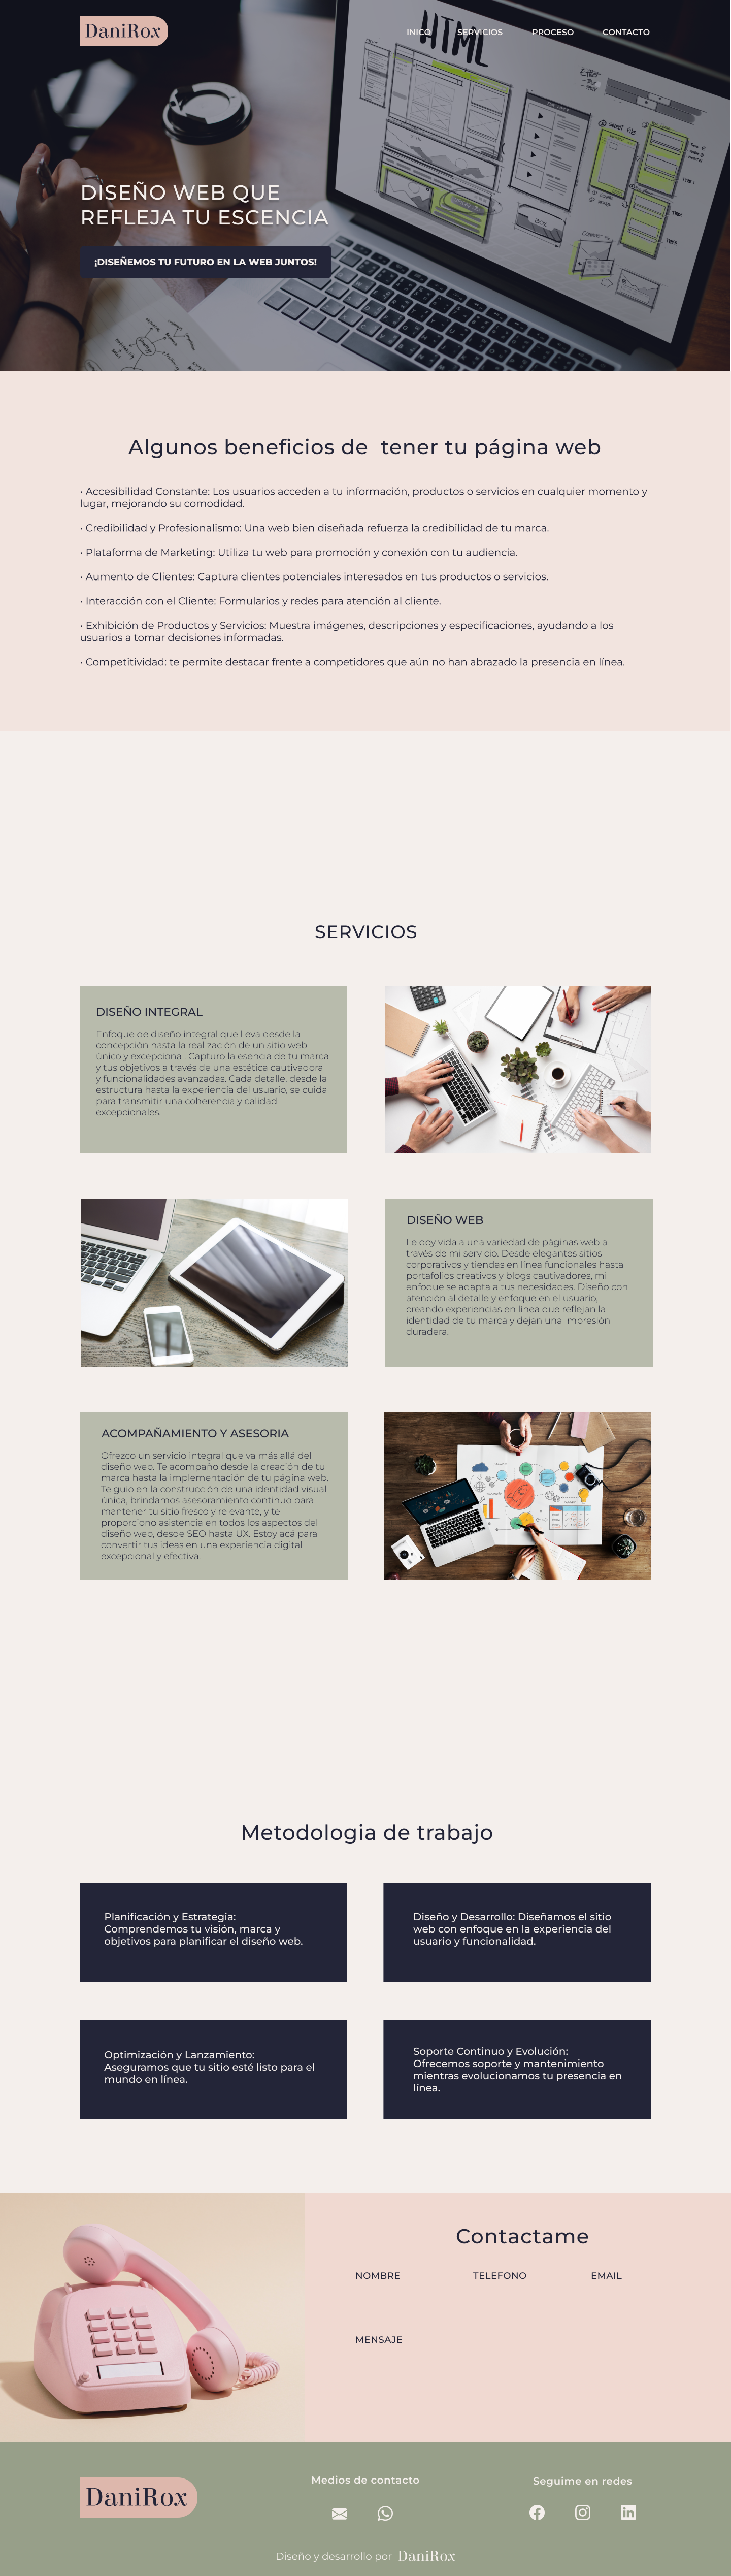 DaniRox
INICO SERVICIOS PROCESO CONTACTO
HTML
DISEÑO WEB QUE
REFLEJA TU ESCENCIA
¡DISEÑEMOS TU FUTURO EN LA WEB JUNTOS!
Algunos beneficios de  tener tu página web
• Accesibilidad Constante: Los usuarios acceden a tu información, productos o servicios en cualquier momento y
lugar, mejorando su comodidad.
• Credibilidad y Profesionalismo: Una web bien diseñada refuerza la credibilidad de tu marca.
• Plataforma de Marketing: Utiliza tu web para promoción y conexión con tu audiencia.
• Aumento de Clientes: Captura clientes potenciales interesados en tus productos o servicios.
• Interacción con el Cliente: Formularios y redes para atención al cliente.
• Exhibición de Productos y Servicios: Muestra imágenes, descripciones y especificaciones, ayudando a los
usuarios a tomar decisiones informadas.
• Competitividad: te permite destacar frente a competidores que aún no han abrazado la presencia en línea.
SERVICIOS
DISEÑO INTEGRAL
Enfoque de diseño integral que lleva desde la
concepción hasta la realización de un sitio web
único y excepcional. Capturo la esencia de tu marca
y tus objetivos a través de una estética cautivadora
y funcionalidades avanzadas. Cada detalle, desde la
estructura hasta la experiencia del usuario, se cuida
para transmitir una coherencia y calidad
excepcionales.
DISEÑO WEB
Le doy vida a una variedad de páginas web a
través de mi servicio. Desde elegantes sitios
corporativos y tiendas en línea funcionales hasta
portafolios creativos y blogs cautivadores, mi
enfoque se adapta a tus necesidades. Diseño con
atención al detalle y enfoque en el usuario,
creando experiencias en línea que reflejan la
identidad de tu marca y dejan una impresión
duradera.
ACOMPAÑAMIENTO Y ASESORIA
Ofrezco un servicio integral que va más allá del
diseño web. Te acompaño desde la creación de tu
marca hasta la implementación de tu página web.
Te guio en la construcción de una identidad visual
única, brindamos asesoramiento continuo para
mantener tu sitio fresco y relevante, y te
proporciono asistencia en todos los aspectos del
diseño web, desde SEO hasta UX. Estoy acá para
convertir tus ideas en una experiencia digital
excepcional y efectiva.
Metodologia de trabajo
Planificación y Estrategia:
Comprendemos tu visión, marca y
objetivos para planificar el diseño web.
Diseño y Desarrollo: Diseñamos el sitio
web con enfoque en la experiencia del
usuario y funcionalidad.
Optimización y Lanzamiento:
Aseguramos que tu sitio esté listo para el
mundo en línea.
Soporte Continuo y Evolución:
Ofrecemos soporte y mantenimiento
mientras evolucionamos tu presencia en
línea.
Contactame
NOMBRE TELEFONO EMAIL
MENSAJE
DaniRox
Medios de contacto
Seguime en redes
Diseño y desarrollo por DaniRox